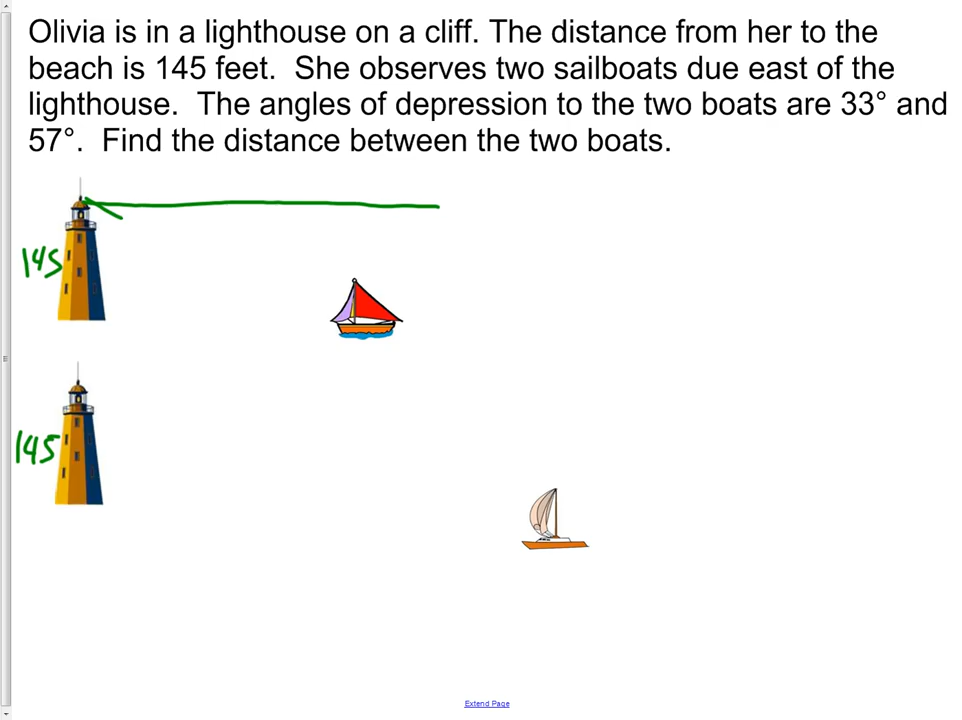 Olivia is in a lighthouse on a cliff. The distance from her to the
beach is 145 feet. She observes two sailboats due east of the
lighthouse. The angles of depression to the two boats are 33° and
57°. Find the distance between the two boats.
145
145
Extend Page